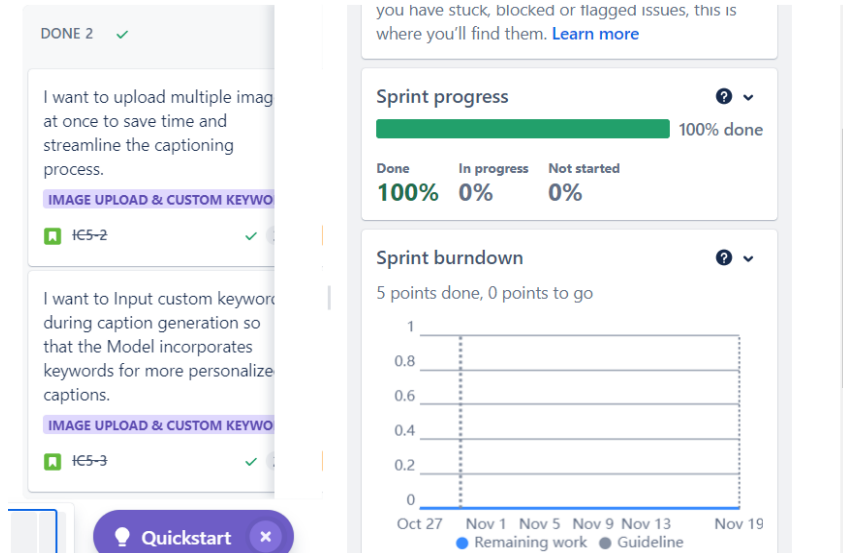 DONE 2
I want to upload multiple imag
at once to save time and
streamline the captioning
process.
IMAGE UPLOAD & CUSTOM KEYWO
IC5-2
I want to Input custom keyword
during caption generation so
that the Model incorporates
keywords for more personalize
captions.
IMAGE UPLOAD & CUSTOM KEYWO
IC5-3
Quickstart
you have stuck, blocked or flagged issues, this is
where you'll find them. Learn more
Sprint progress
100% done
Done In progress Not started
100% 0% 0%
Sprint burndown
5 points done, 0 points to go
1
0.8
0.6
0.4
0.2
0
Oct 27 Nov 1 Nov 5 Nov 9 Nov 13 Nov 19
Remaining work Guideline